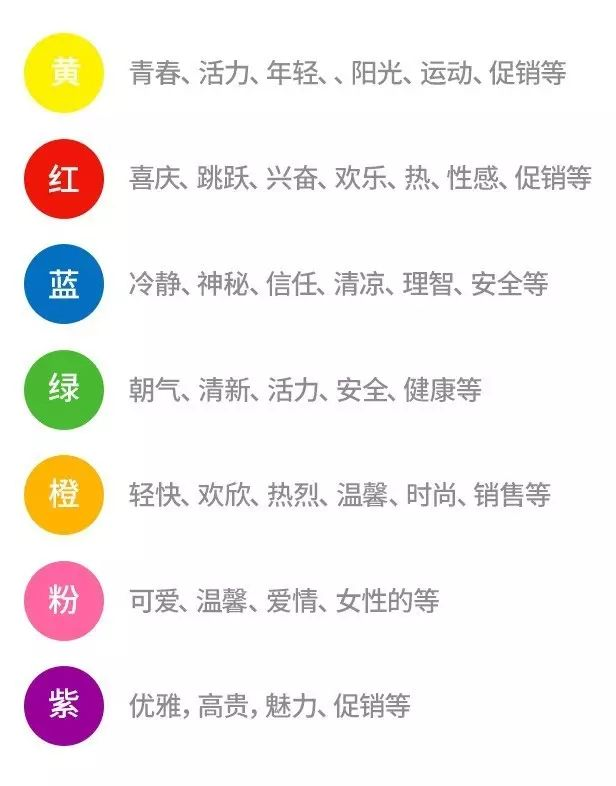 黄 青春、活力、年轻、、阳光、运动、促销等
红 喜庆、跳跃、兴奋、欢乐、热、性感、促销等
蓝 冷静、神秘、信任、清凉、理智、安全等
绿 朝气、清新、活力、安全、健康等
橙 轻快、欢欣、热烈、温馨、时尚、销售等
粉 可爱、温馨、爱情、女性的等
紫 优雅，高贵，魅力、促销等